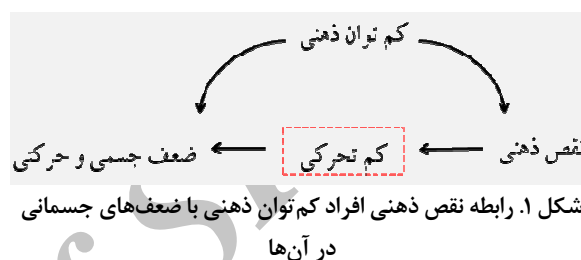 کم توان ذهنی
نقص ذهنی کم تحرکی ضعف جسمی و حرکتی
شکل ۱. رابطه نقص ذهنی افراد کم‌توان ذهنی با ضعف‌های جسمانی
در آن‌ها